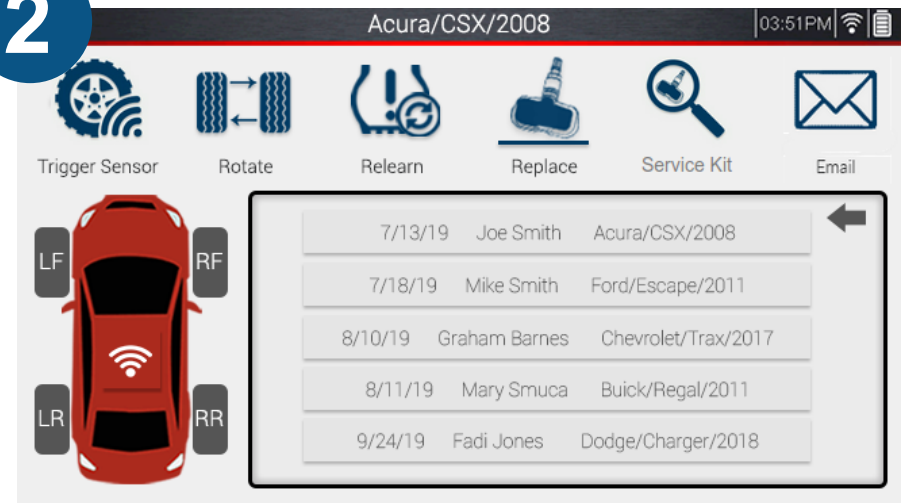 2
Acura/CSX/2008
03:51PM
Trigger Sensor
Rotate
Relearn
Replace
Service Kit
Email
LF
RF
LR
RR
7/13/19 Joe Smith Acura/CSX/2008
7/18/19 Mike Smith Ford/Escape/2011
8/10/19 Graham Barnes Chevrolet/Trax/2017
8/11/19 Mary Smuca Buick/Regal/2011
9/24/19 Fadi Jones Dodge/Charger/2018